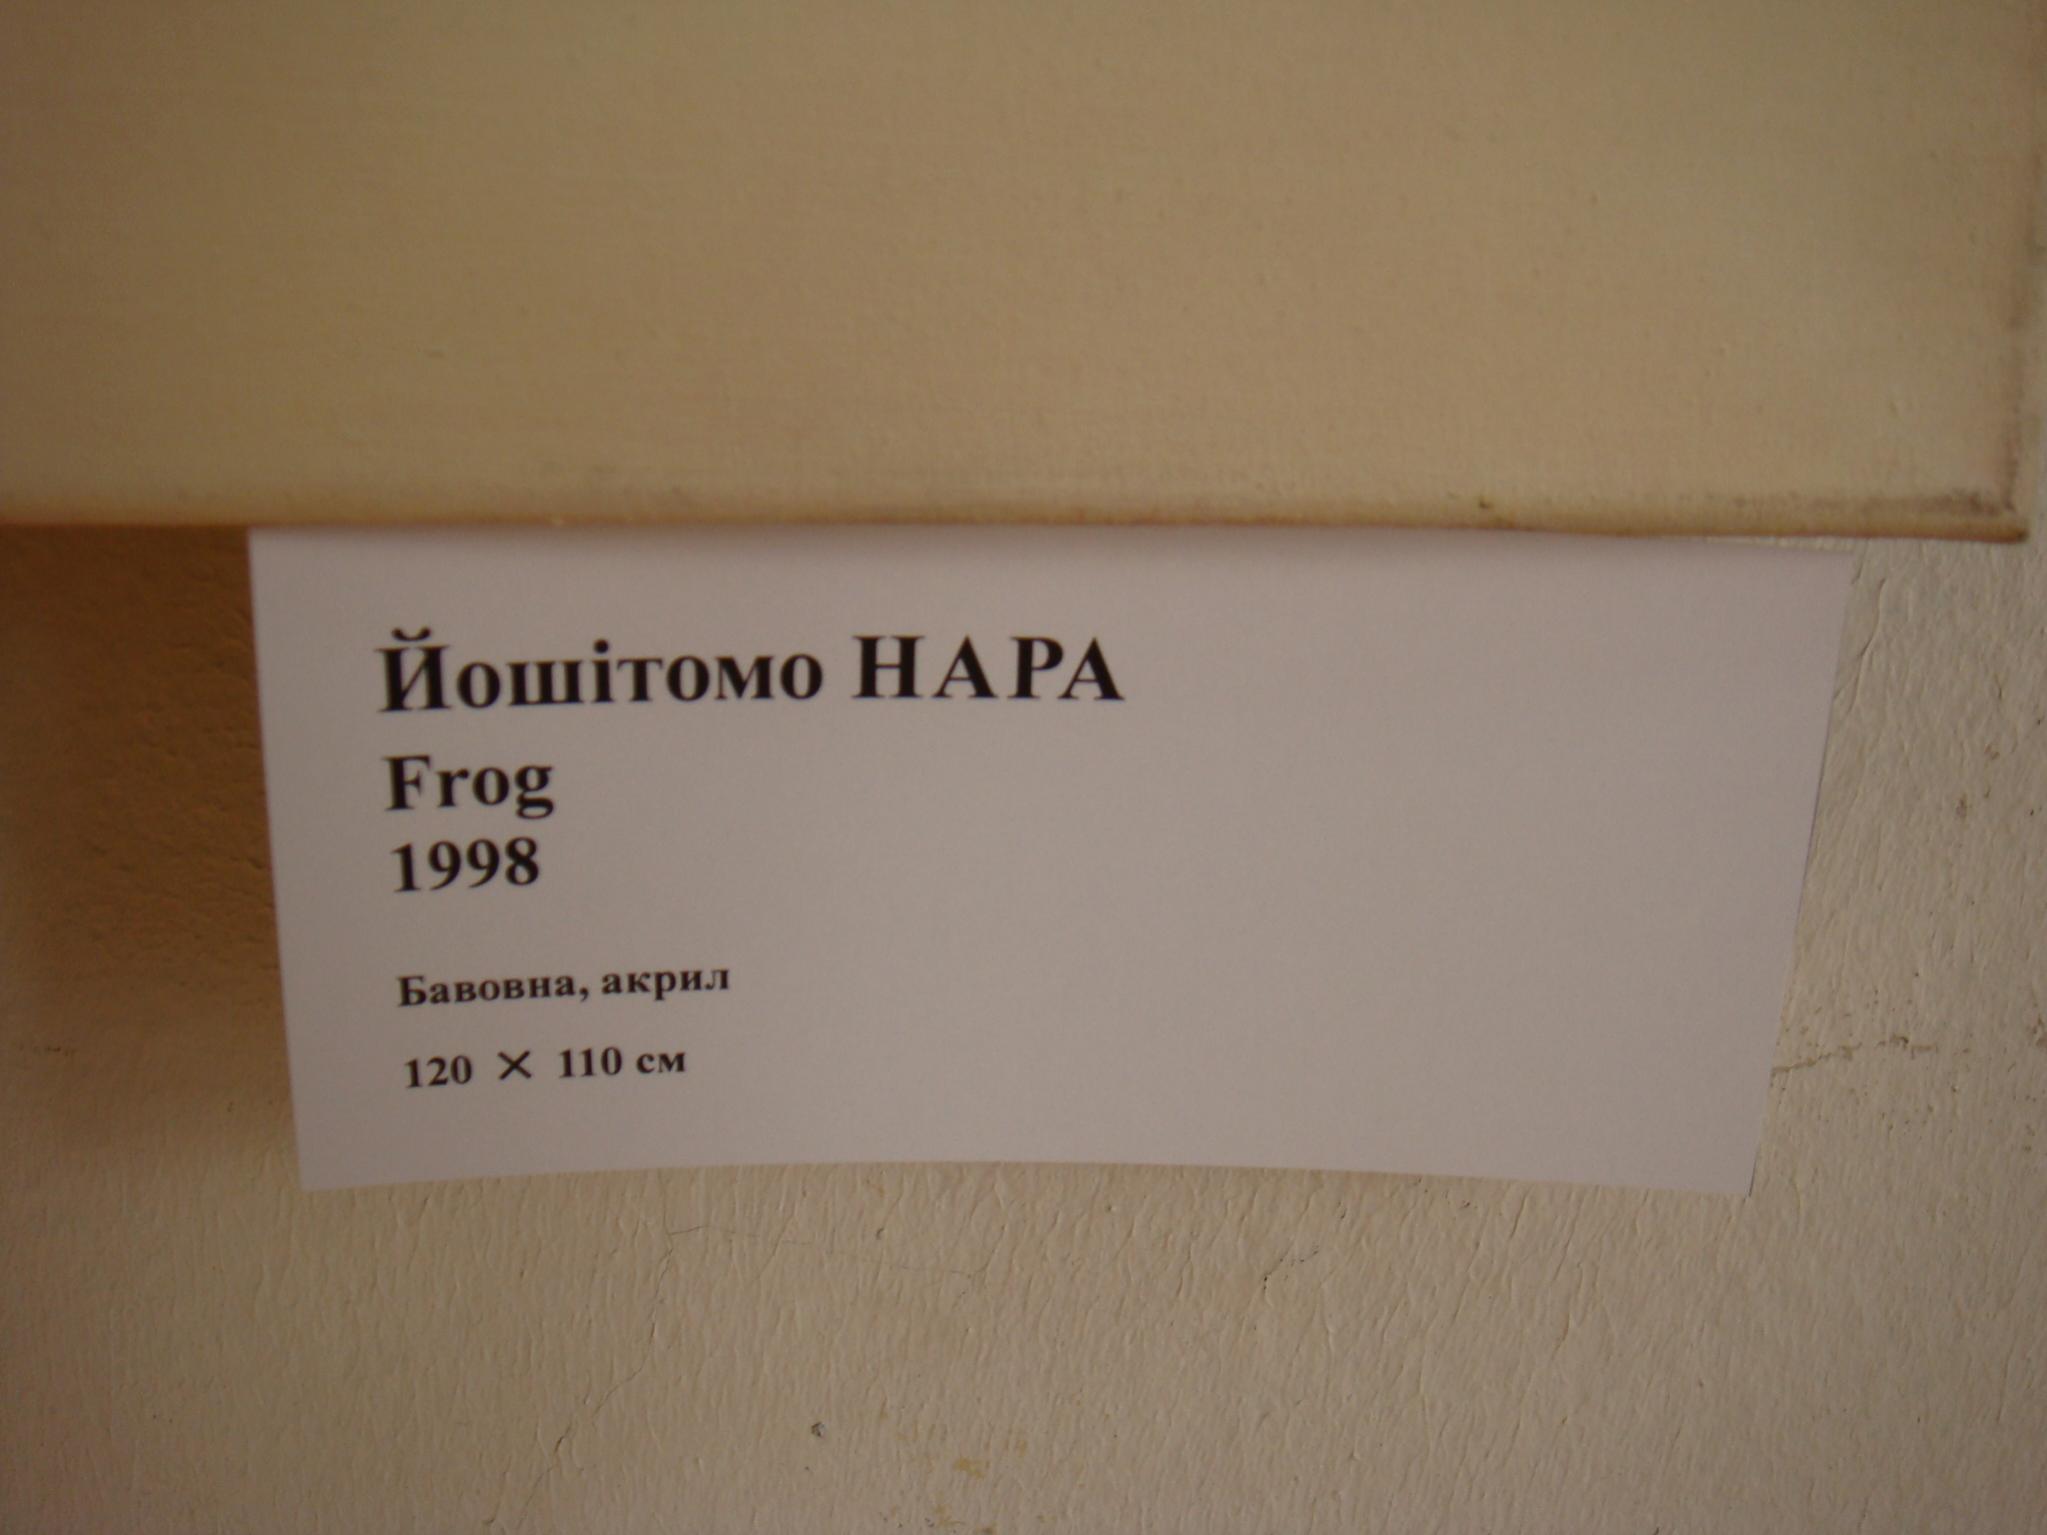 Йошітомо НАРА
Frog
1998
Бавовна, акрил
120 × 110 см